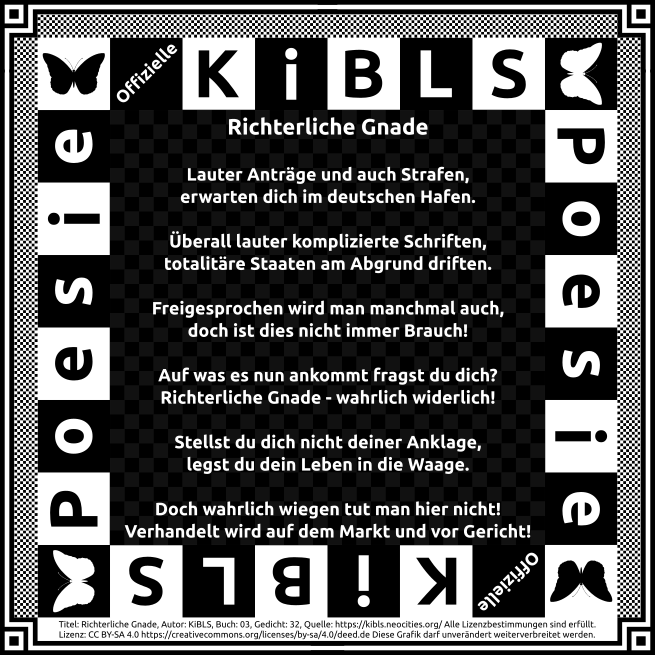 Offizielle KiBLS
Poesie
Poesie
Richterliche Gnade
Lauter Anträge und auch Strafen,
erwarten dich im deutschen Hafen.
Überall lauter komplizierte Schriften,
totalitäre Staaten am Abgrund driften.
Freigesprochen wird man manchmal auch,
doch ist dies nicht immer Brauch!
Auf was es nun ankommt fragst du dich?
Richterliche Gnade - wahrlich widerlich!
Stellst du dich nicht deiner Anklage,
legst du dein Leben in die Waage.
Doch wahrlich wiegen tut man hier nicht!
Verhandelt wird auf dem Markt und vor Gericht!
Offizielle KiBLS
Titel: Richterliche Gnade, Autor: KiBLS, Buch: 03, Gedicht: 32, Quelle: https://kibls.neocities.org/ Alle Lizenzbestimmungen sind erfüllt.
Lizenz: CC BY-SA 4.0 https://creativecommons.org/licenses/by-sa/4.0/deed.de Diese Grafik darf unverändert weiterverbreitet werden.